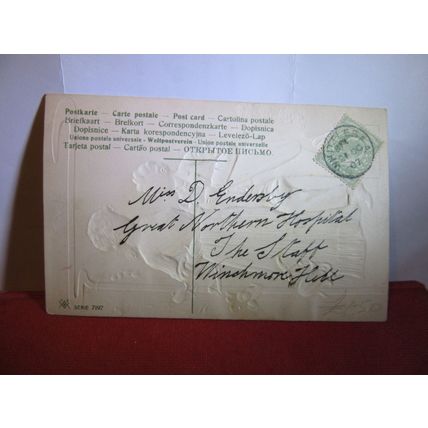 Postkarte — Carte postale — Post card — Cartolina postale
Briefkaart — Brefkort — Correspondenzkarte — Dopisnica
Dopisnice — Karta korespondencyjna — Levelező-Lap
Unione postale universale - Weltpostverein - Union postale universelle
Tarjeta postal — Cartão postal — ОТКРЫТОЕ ПИСЬМО.
Miss D. Endersby
Great Northern Hospital
The Staff
Winchmore Hill
SERIE 7197